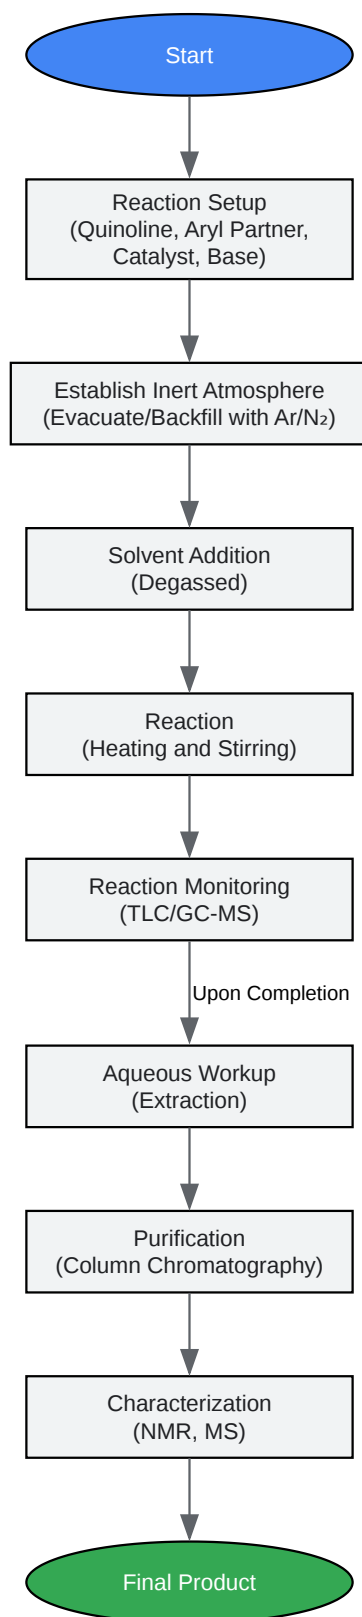 Start
Reaction Setup
(Quinoline, Aryl Partner,
Catalyst, Base)
Establish Inert Atmosphere
(Evacuate/Backfill with Ar/N₂)
Solvent Addition
(Degassed)
Reaction
(Heating and Stirring)
Reaction Monitoring
(TLC/GC-MS)
Upon Completion
Aqueous Workup
(Extraction)
Purification
(Column Chromatography)
Characterization
(NMR, MS)
Final Product